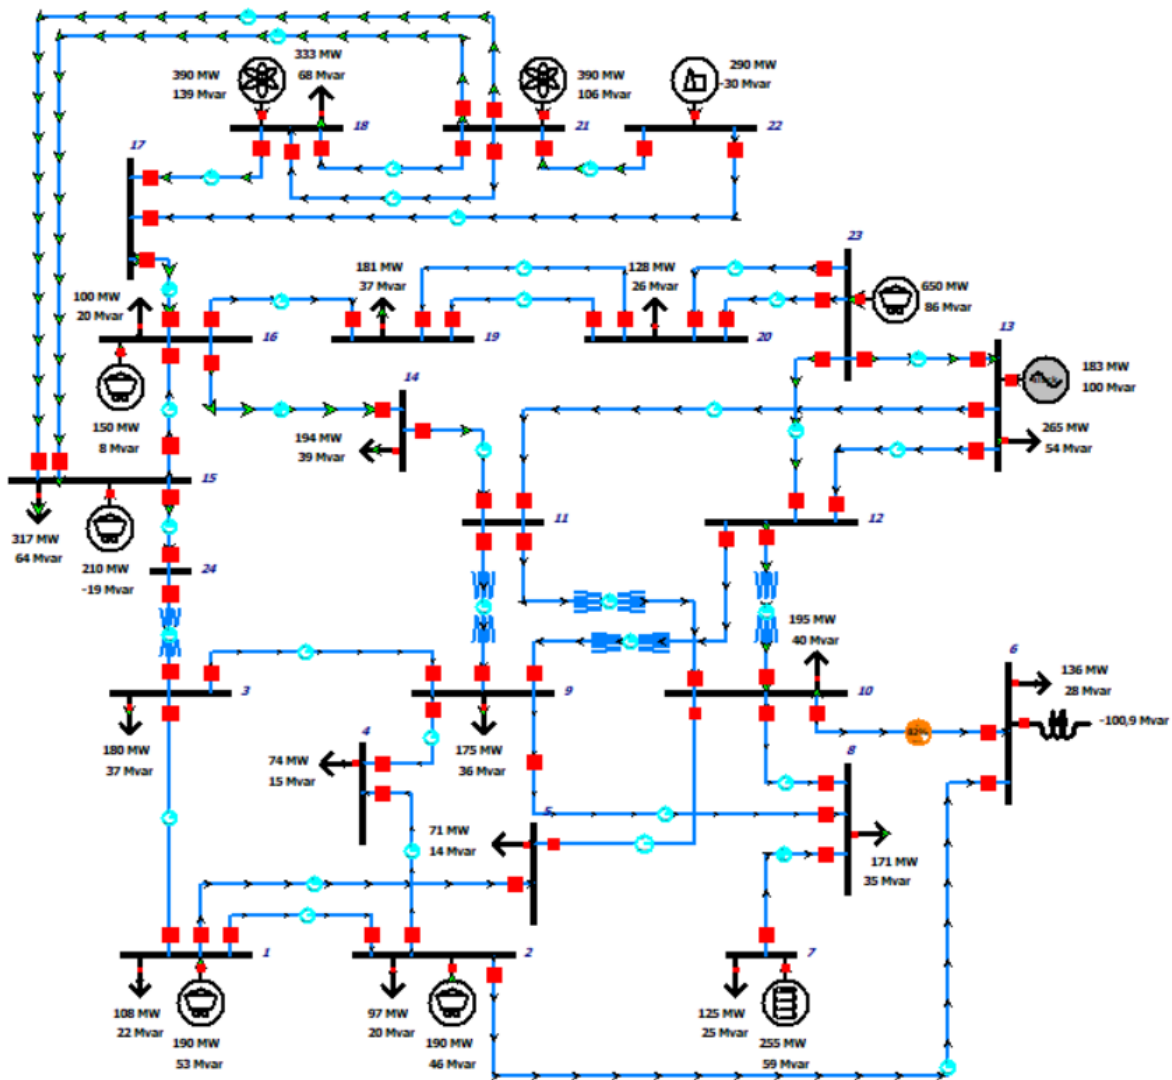 390 MW
139 Mvar
333 MW
68 Mvar
18
390 MW
106 Mvar
21
290 MW
-30 Mvar
22
17
100 MW
20 Mvar
16
150 MW
8 Mvar
181 MW
37 Mvar
19
128 MW
26 Mvar
20
23
650 MW
86 Mvar
13
183 MW
100 Mvar
265 MW
54 Mvar
14
194 MW
39 Mvar
15
317 MW
64 Mvar
210 MW
-19 Mvar
24
11
12
195 MW
40 Mvar
10
6
136 MW
28 Mvar
-100,9 Mvar
82%
3
180 MW
37 Mvar
9
175 MW
36 Mvar
4
74 MW
15 Mvar
5
71 MW
14 Mvar
8
171 MW
35 Mvar
1
108 MW
22 Mvar
190 MW
53 Mvar
2
97 MW
20 Mvar
190 MW
46 Mvar
7
125 MW
25 Mvar
255 MW
59 Mvar